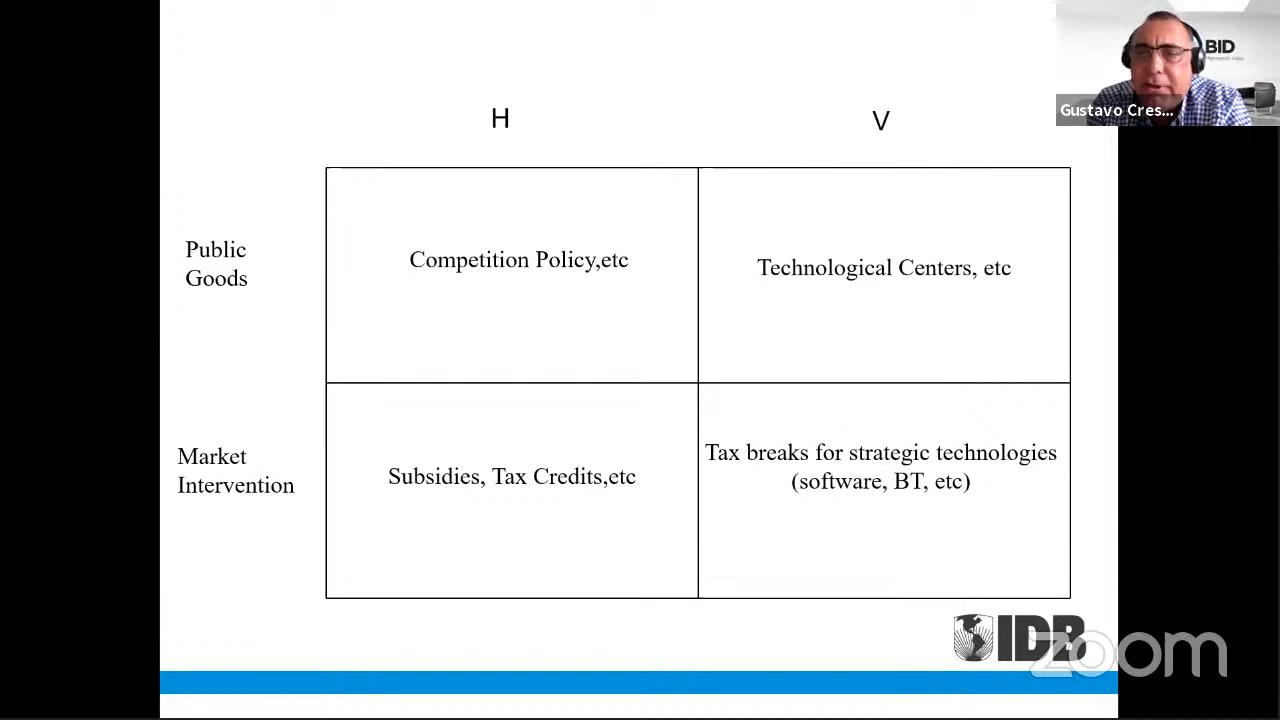 BID
Gustavo Cres...
H
V
Public
Goods
Competition Policy,etc
Technological Centers, etc
Market
Intervention
Subsidies, Tax Credits,etc
Tax breaks for strategic technologies
(software, BT, etc)
IDB
zoom